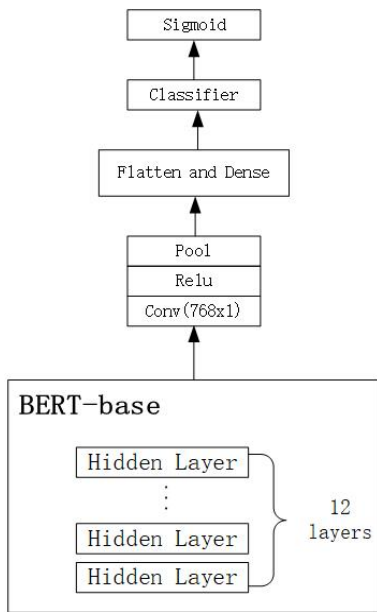 Sigmoid
Classifier
Flatten and Dense
Pool
Relu
Conv(768x1)
BERT-base
Hidden Layer
Hidden Layer
Hidden Layer
12
layers